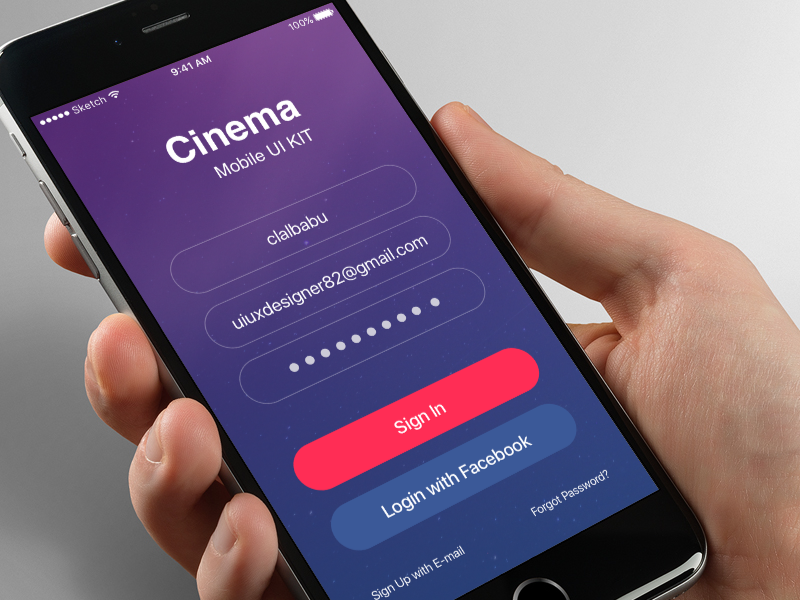 ●●●●● Sketch 9:41 AM 100%
Cinema
Mobile UI KIT
clalbabu
uiuxdesigner82@gmail.com
●●●●●●●●●●
Sign In
Login with Facebook
Sign Up with E-mail Forgot Password?